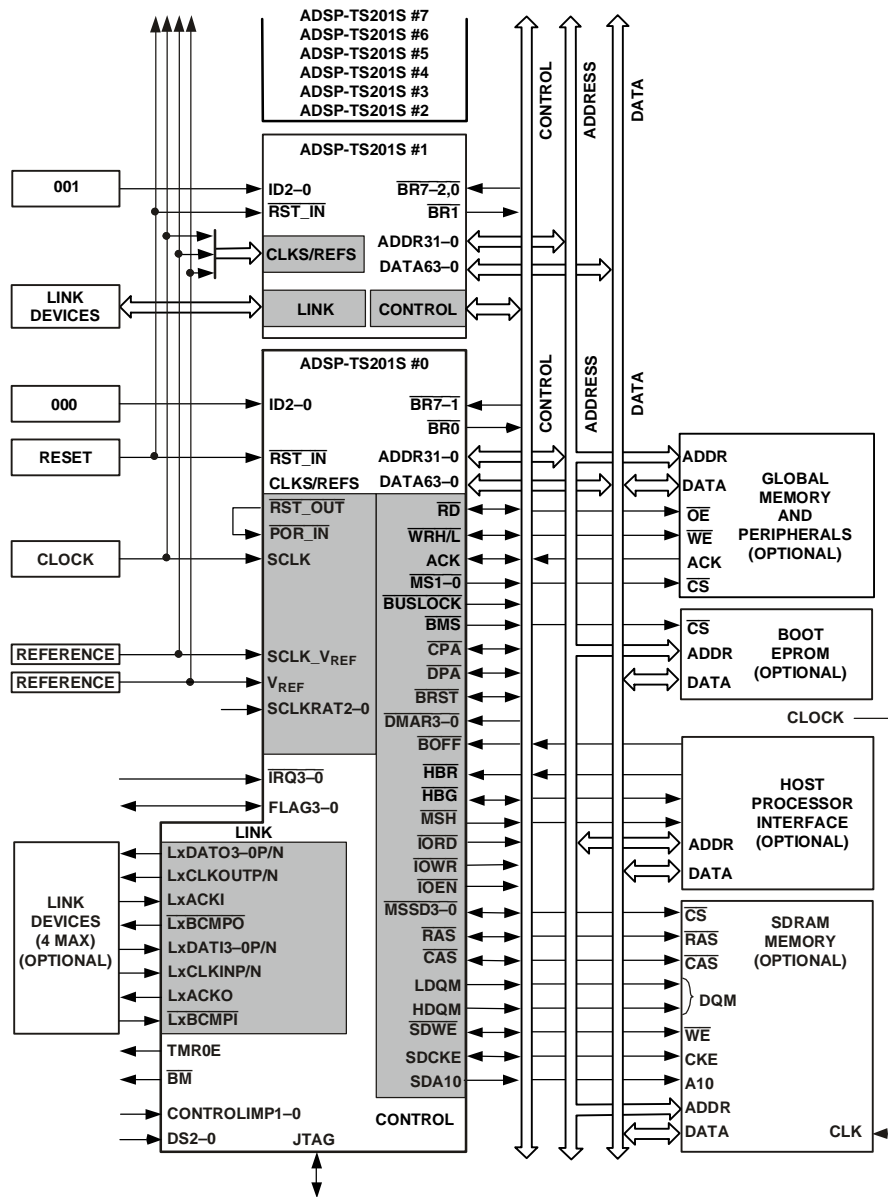 ADSP-TS201S #7
ADSP-TS201S #6
ADSP-TS201S #5
ADSP-TS201S #4
ADSP-TS201S #3
ADSP-TS201S #2
CONTROL
ADDRESS
DATA
ADSP-TS201S #1
001
ID2–0
BR7–2,0
RST_IN
BR1
ADDR31–0
CLKS/REFS
DATA63–0
LINK DEVICES
LINK
CONTROL
ADSP-TS201S #0
CONTROL
ADDRESS
DATA
000
ID2–0
BR7–1
BR0
RESET
RST_IN
ADDR31–0
CLKS/REFS
DATA63–0
RST_OUT
RD
POR_IN
WRH/L
CLOCK
SCLK
ACK
MS1–0
BUSLOCK
BMS
REFERENCE
SCLK_VREF
CPA
REFERENCE
VREF
DPA
BRST
SCLKRAT2–0
DMAR3–0
BOFF
IRQ3–0
HBR
HBG
FLAG3–0
MSH
LINK
IORD
IOWR
IOEN
MSSD3–0
RAS
CAS
LDQM
HDQM
SDWE
SDCKE
SDA10
CONTROL
LINK
DEVICES
(4 MAX)
(OPTIONAL)
LxDATO3–0P/N
LxCLKOUTP/N
LxACKI
LxBCMPO
LxDATI3–0P/N
LxCLKINP/N
LxACKO
LxBCMPI
TMR0E
BM
CONTROLIMP1–0
DS2–0
JTAG
ADDR
DATA
OE
WE
ACK
CS
GLOBAL
MEMORY
AND
PERIPHERALS
(OPTIONAL)
CS
ADDR
DATA
BOOT
EPROM
(OPTIONAL)
CLOCK
HOST
PROCESSOR
INTERFACE
(OPTIONAL)
ADDR
DATA
SDRAM
MEMORY
(OPTIONAL)
CS
RAS
CAS
DQM
WE
CKE
A10
ADDR
DATA
CLK